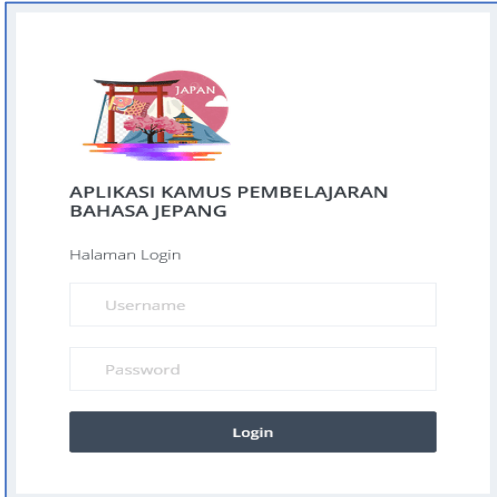 JAPAN
APLIKASI KAMUS PEMBELAJARAN
BAHASA JEPANG
Halaman Login
Username
Password
Login